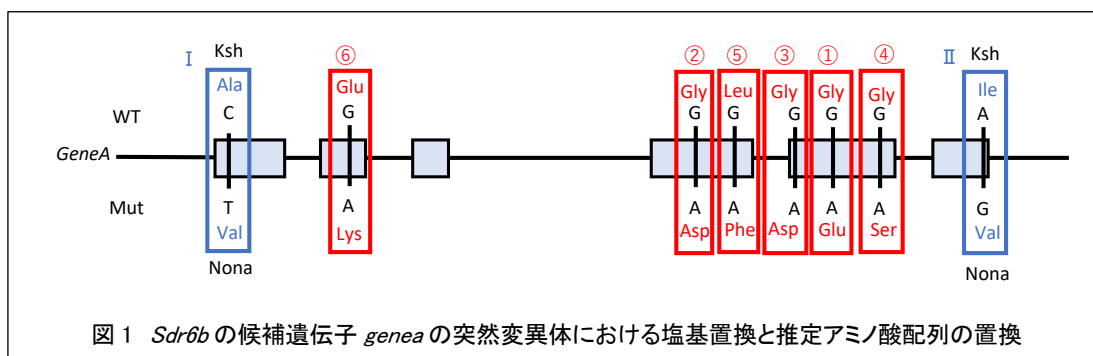 Ⅰ Ksh ⑥ ② ⑤ ③ ① ④ Ⅱ Ksh
Ala Glu Gly Leu Gly Gly Gly Ile
WT C G G G G G G A
GeneA
Mut T A A A A A A G
Val Lys Asp Phe Asp Glu Ser Val
Nona Nona
図1 Sdr6b の候補遺伝子 genea の突然変異体における塩基置換と推定アミノ酸配列の置換